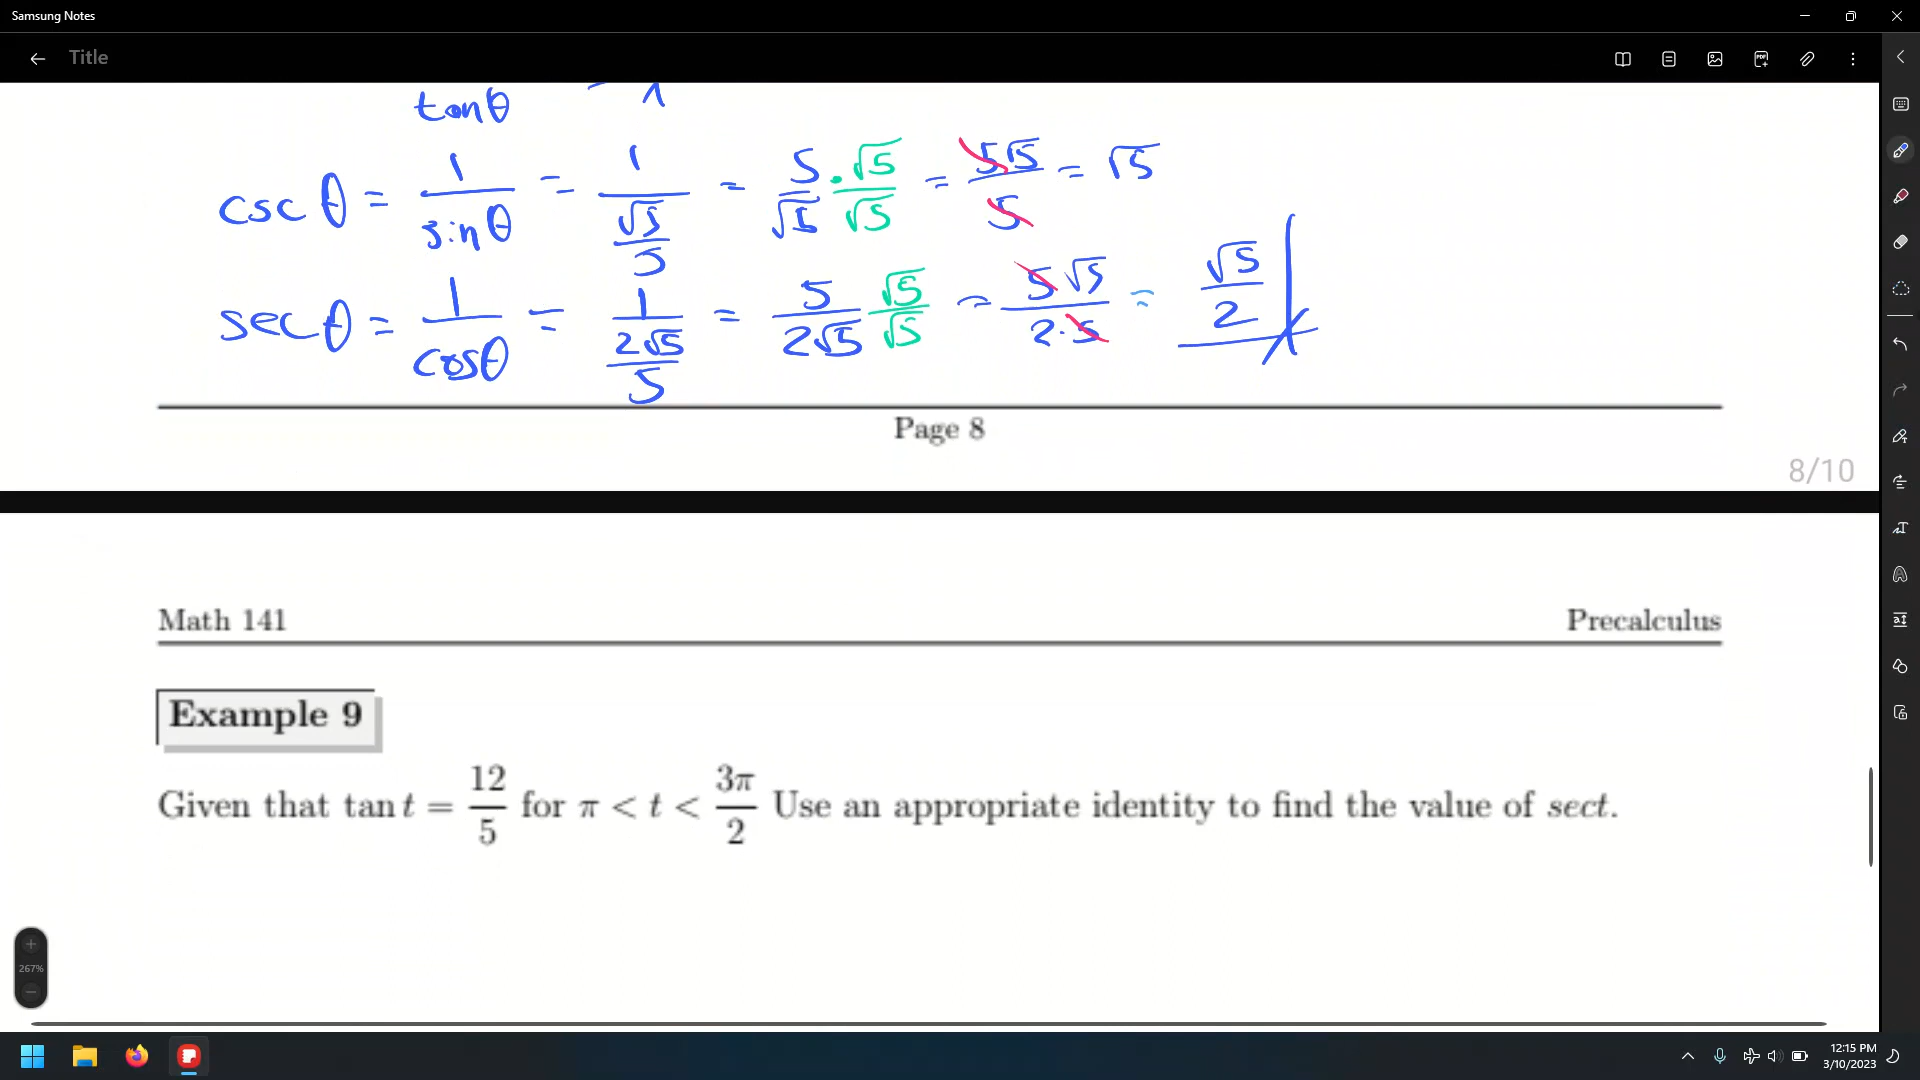 Samsung Notes
Title
tanθ
csc θ = 1/sinθ = 1/(√5/5) = 5/√5 · √5/√5 = 5√5/5 = √5
sec θ = 1/cosθ = 1/(2√5/5) = 5/2√5 √5/√5 = 5√5/2·5 = √5/2
Page 8
8/10
Math 141 Precalculus
Example 9
Given that tan t = 12/5 for π < t < 3π/2 Use an appropriate identity to find the value of sect.
267%
12:15 PM
3/10/2023